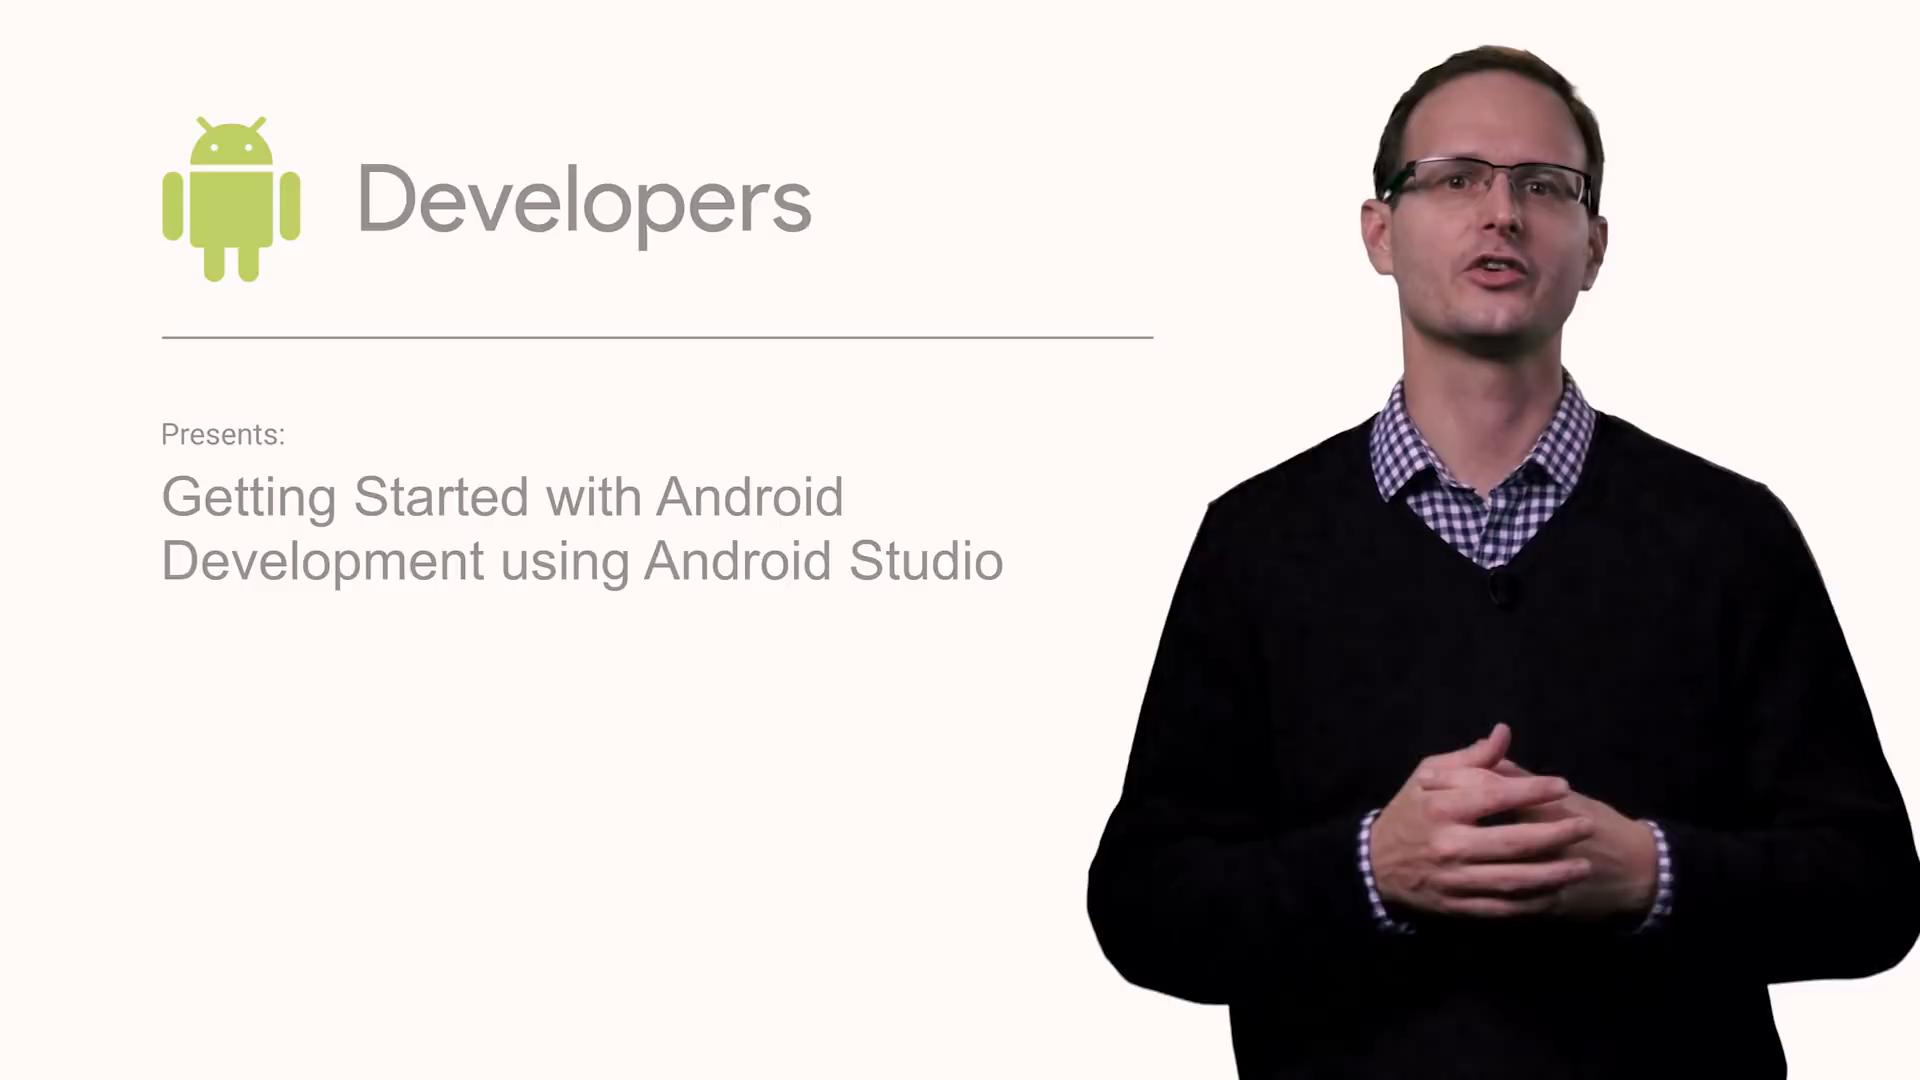 Developers
Presents:
Getting Started with Android
Development using Android Studio